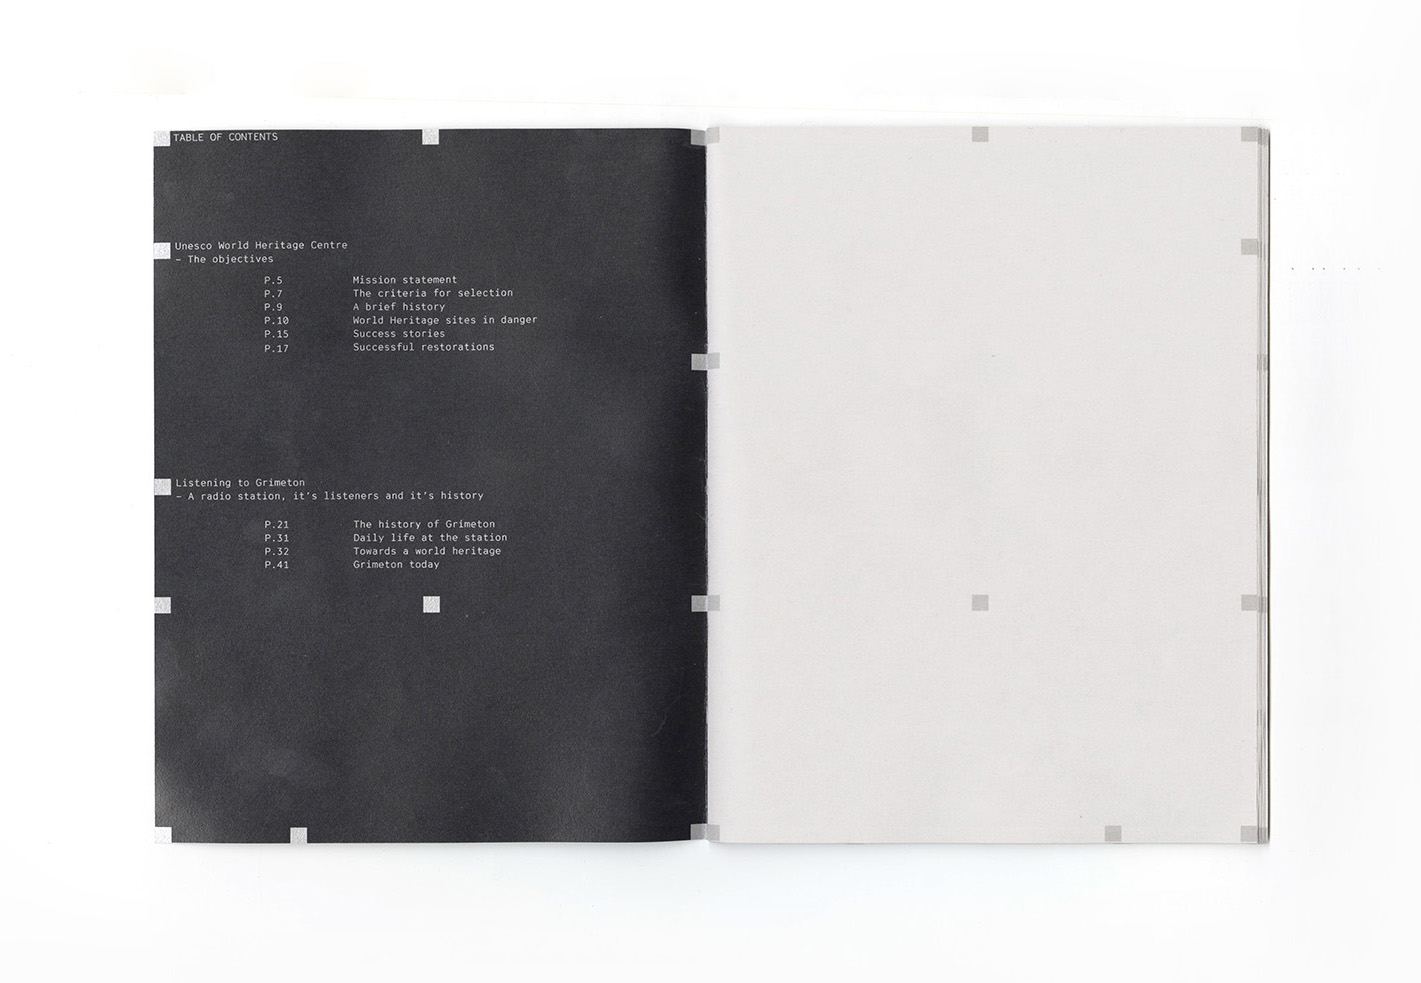 TABLE OF CONTENTS
Unesco World Heritage Centre
– The objectives
P.5 Mission statement
P.7 The criteria for selection
P.9 A brief history
P.10 World Heritage sites in danger
P.15 Success stories
P.17 Successful restorations
Listening to Grimeton
– A radio station, it's listeners and it's history
P.21 The history of Grimeton
P.31 Daily life at the station
P.32 Towards a world heritage
P.41 Grimeton today